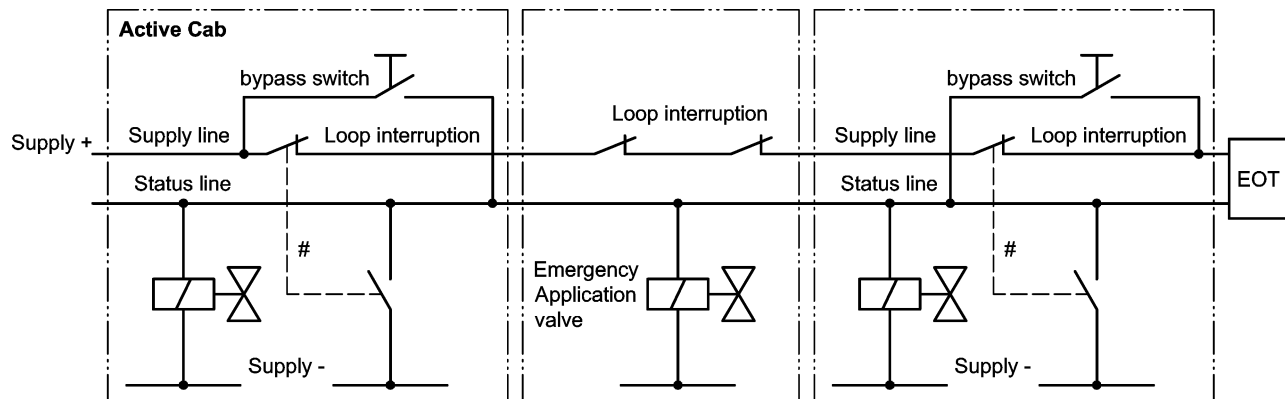 Active Cab
bypass switch
bypass switch
Loop interruption
Supply +
Supply line
Loop interruption
Supply line
Loop interruption
Status line
Status line
EOT
#
#
Emergency
Application
valve
Supply -
Supply -